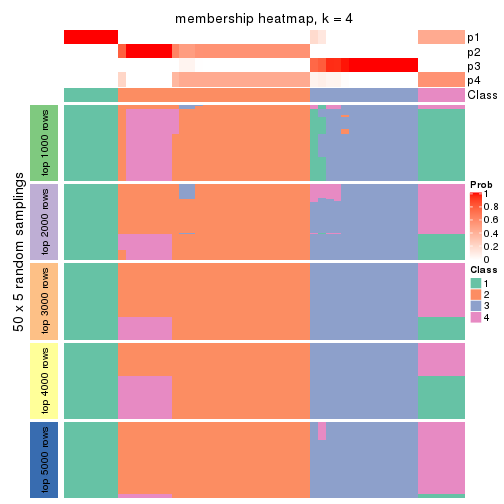 membership heatmap, k = 4
p1
p2
p3
p4
Class
50 x 5 random samplings
top 1000 rows
top 2000 rows
top 3000 rows
top 4000 rows
top 5000 rows
Prob
1
0.8
0.6
0.4
0.2
0
Class
1
2
3
4